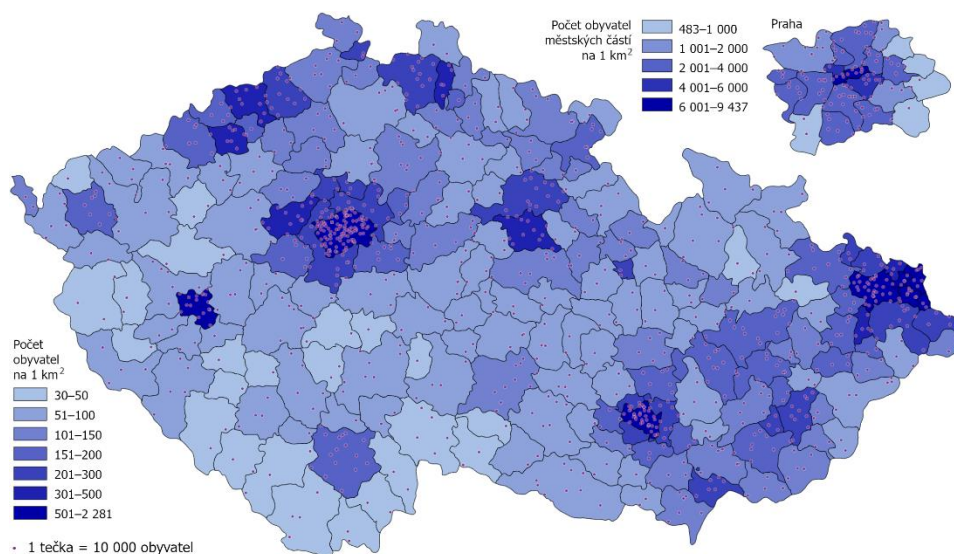 Počet obyvatel
městských částí
na 1 km²
483–1 000
1 001–2 000
2 001–4 000
4 001–6 000
6 001–9 437
Praha
Počet
obyvatel
na 1 km²
30–50
51–100
101–150
151–200
201–300
301–500
501–2 281
• 1 tečka = 10 000 obyvatel